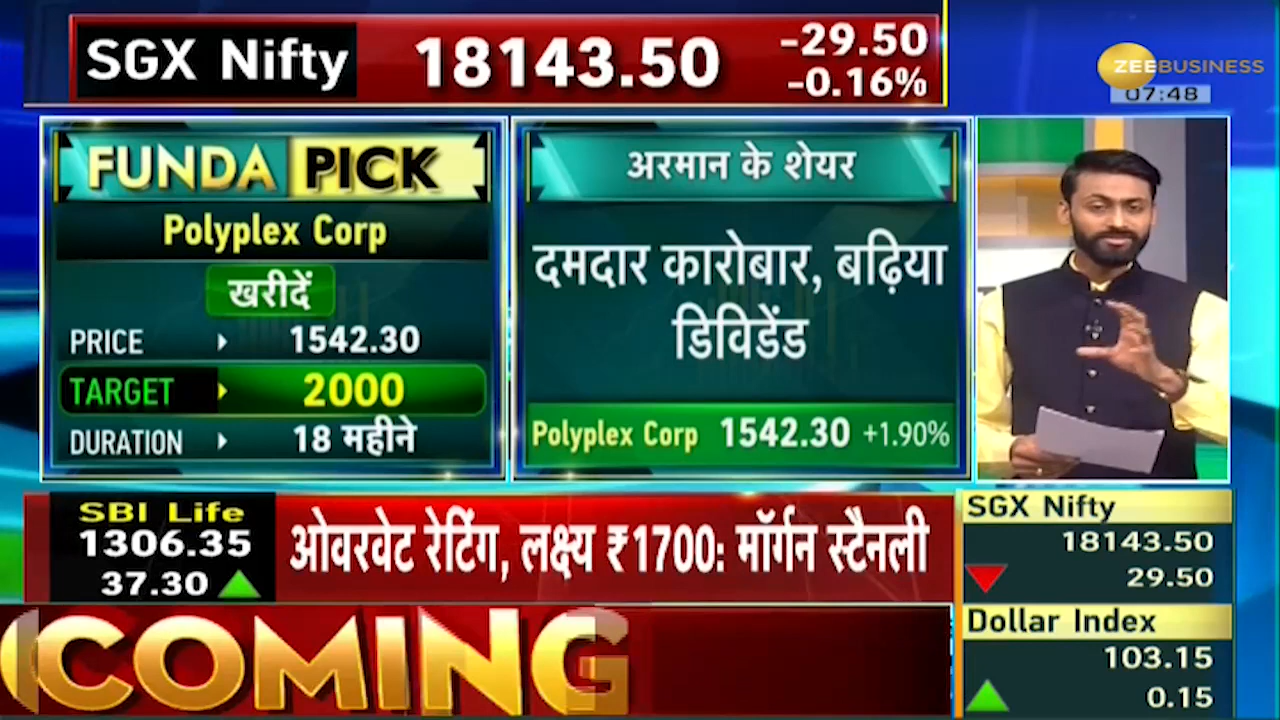 SGX Nifty 18143.50 -29.50
-0.16%
ZEEBUSINESS
07:48
FUNDA PICK
Polyplex Corp
खरीदें
PRICE 1542.30
TARGET 2000
DURATION 18 महीने
अरमान के शेयर
दमदार कारोबार, बढ़िया
डिविडेंड
Polyplex Corp 1542.30 +1.90%
SBI Life
1306.35
37.30
ओवरवेट रेटिंग, लक्ष्य ₹1700: मॉर्गन स्टैनली
SGX Nifty
18143.50
29.50
Dollar Index
103.15
0.15
COMING